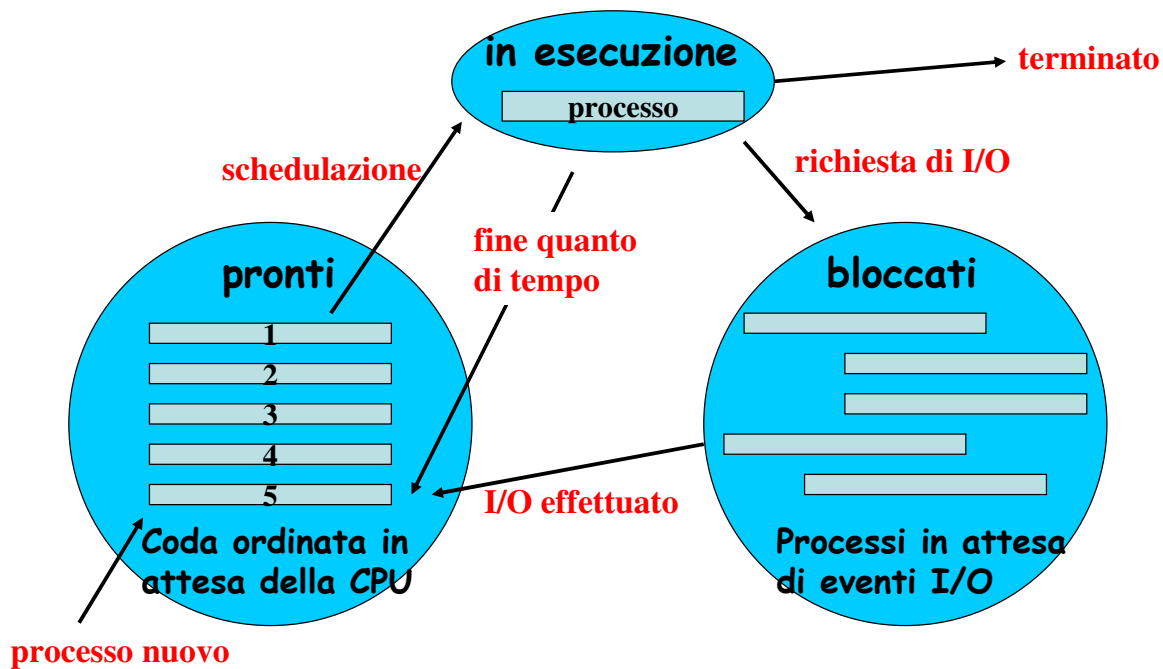 in esecuzione
processo
terminato
schedulazione
richiesta di I/O
fine quanto
di tempo
pronti
1
2
3
4
5
Coda ordinata in
attesa della CPU
bloccati
I/O effettuato
Processi in attesa
di eventi I/O
processo nuovo